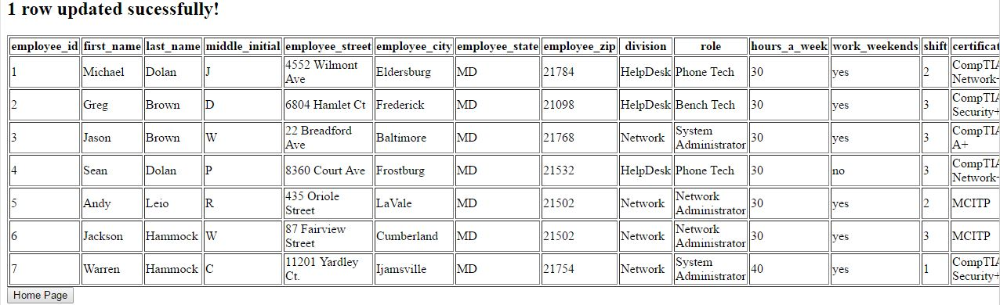 1 row updated sucessfully!
employee_id first_name last_name middle_initial employee_street employee_city employee_state employee_zip division role hours_a_week work_weekends shift certificat
1 Michael Dolan J 4552 Wilmont Ave Eldersburg MD 21784 HelpDesk Phone Tech 30 yes 2 CompTIA Network+
2 Greg Brown D 6804 Hamlet Ct Frederick MD 21098 HelpDesk Bench Tech 30 yes 3 CompTIA Security+
3 Jason Brown W 22 Breadford Ave Baltimore MD 21768 Network System Administrator 30 yes 3 CompTIA A+
4 Sean Dolan P 8360 Court Ave Frostburg MD 21532 HelpDesk Phone Tech 30 no 3 CompTIA Network+
5 Andy Leio R 435 Oriole Street LaVale MD 21502 Network Network Administrator 30 yes 2 MCITP
6 Jackson Hammock W 87 Fairview Street Cumberland MD 21502 Network Network Administrator 30 yes 3 MCITP
7 Warren Hammock C 11201 Yardley Ct. Ijamsville MD 21754 Network System Administrator 40 yes 1 CompTIA Security+
Home Page